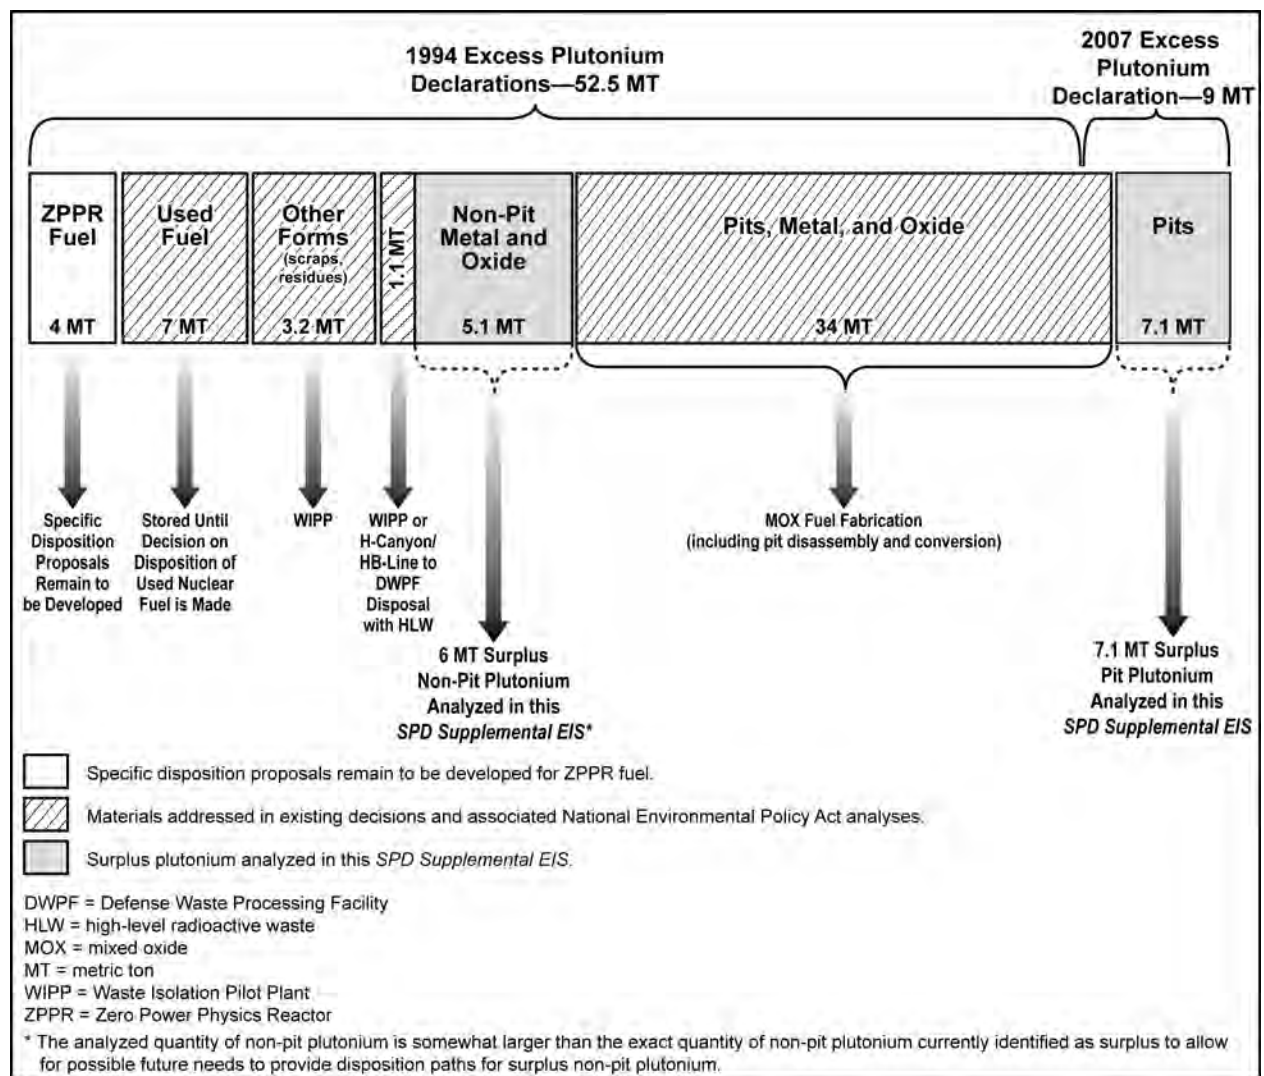 1994 Excess Plutonium
Declarations—52.5 MT
2007 Excess
Plutonium
Declaration—9 MT
ZPPR
Fuel
4 MT
Used
Fuel
7 MT
Other
Forms
(scraps,
residues)
3.2 MT
1.1 MT
Non-Pit
Metal and
Oxide
5.1 MT
Pits, Metal, and Oxide
34 MT
Pits
7.1 MT
Specific
Disposition
Proposals
Remain to
be Developed
Stored Until
Decision on
Disposition of
Used Nuclear
Fuel is Made
WIPP
WIPP or
H-Canyon/
HB-Line to
DWPF
Disposal
with HLW
6 MT Surplus
Non-Pit Plutonium
Analyzed in this
SPD Supplemental EIS*
MOX Fuel Fabrication
(including pit disassembly and conversion)
7.1 MT Surplus
Pit Plutonium
Analyzed in this
SPD Supplemental EIS
Specific disposition proposals remain to be developed for ZPPR fuel.
Materials addressed in existing decisions and associated National Environmental Policy Act analyses.
Surplus plutonium analyzed in this SPD Supplemental EIS.
DWPF = Defense Waste Processing Facility
HLW = high-level radioactive waste
MOX = mixed oxide
MT = metric ton
WIPP = Waste Isolation Pilot Plant
ZPPR = Zero Power Physics Reactor
* The analyzed quantity of non-pit plutonium is somewhat larger than the exact quantity of non-pit plutonium currently identified as surplus to allow
for possible future needs to provide disposition paths for surplus non-pit plutonium.